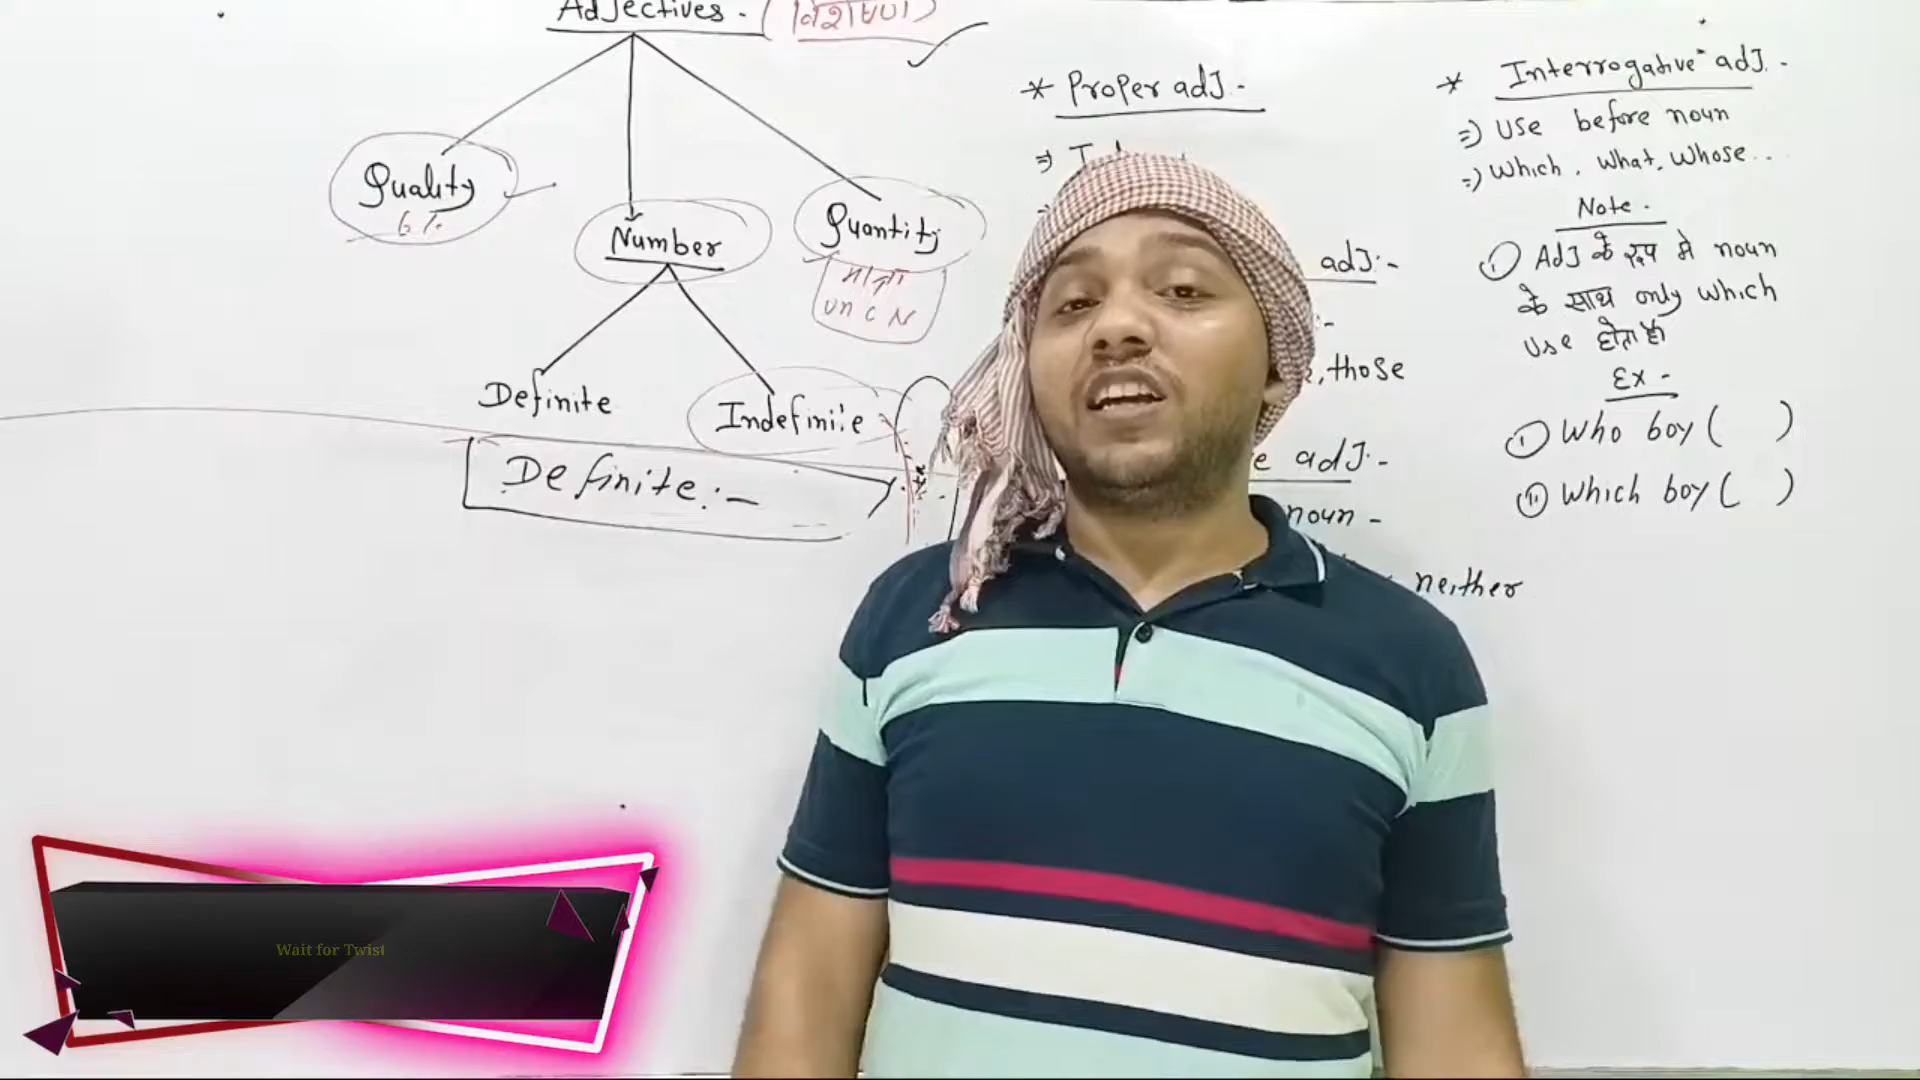 Adjectives. (विशेषण)
Quality
Number
Quantity
मात्रा
un c N
Definite
Indefinite
Definite:-
* Proper adj.-
adj:-
, those
e adj.-
noun -
neither
* Interrogative adj.-
=) Use before noun
=) Which, What, Whose..
Note.
① Adj के रूप मे noun
के साथ only which
use होता है
Ex -
① Who boy ( )
② Which boy ( )
Wait for Twist